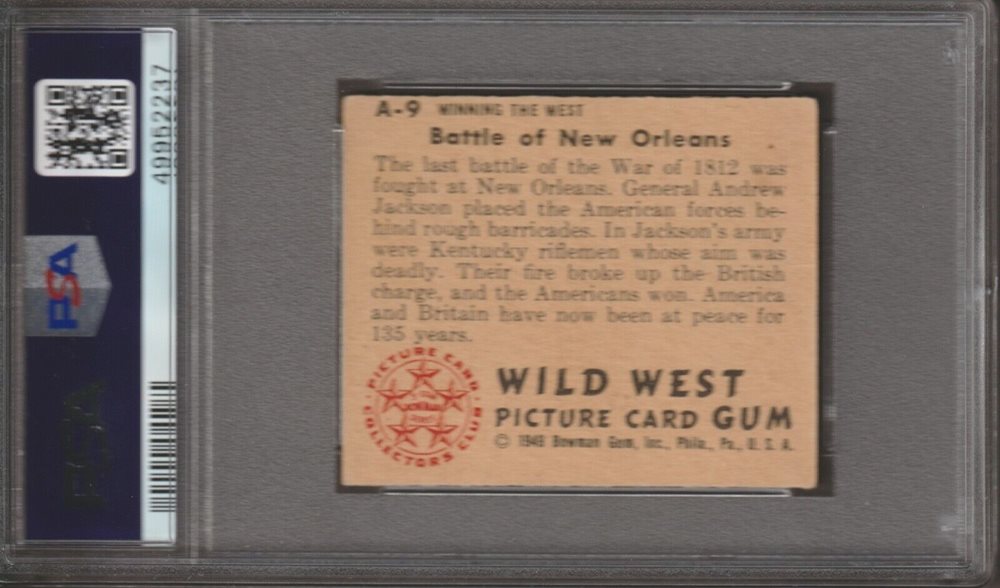 49952237
PSA
A-9 WINNING THE WEST
Battle of New Orleans
The last battle of the War of 1812 was
fought at New Orleans. General Andrew
Jackson placed the American forces be-
hind rough barricades. In Jackson's army
were Kentucky riflemen whose aim was
deadly. Their fire broke up the British
charge, and the Americans won. America
and Britain have now been at peace for
135 years.
PICTURE CARD
COLLECTORS CLUB
WILD WEST
PICTURE CARD GUM
© 1949 Bowman Gum, Inc., Phila., Pa., U. S. A.
PSA